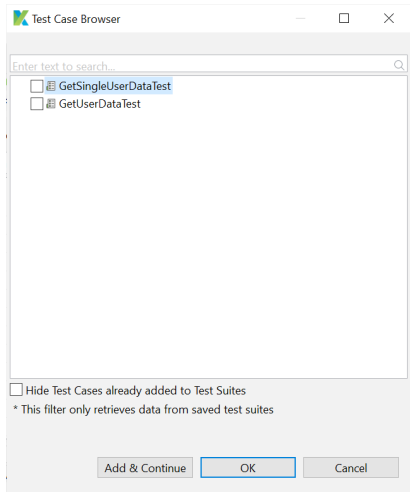 Test Case Browser
Enter text to search...
GetSingleUserDataTest
GetUserDataTest
Hide Test Cases already added to Test Suites
* This filter only retrieves data from saved test suites
Add & Continue
OK
Cancel